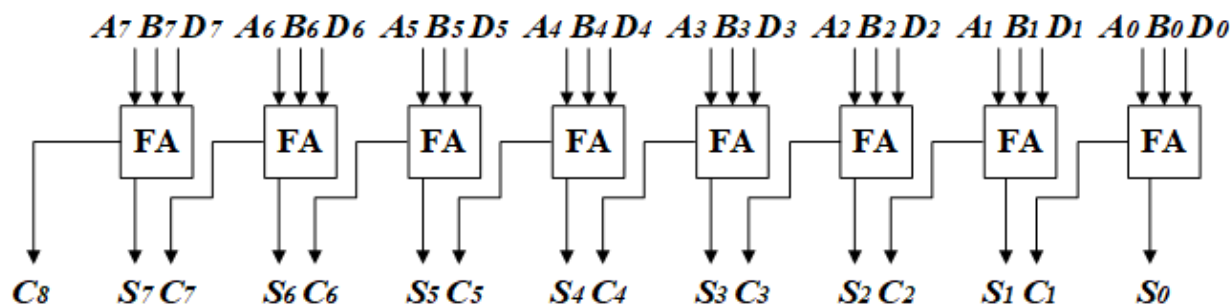 A7 B7 D7 A6 B6 D6 A5 B5 D5 A4 B4 D4 A3 B3 D3 A2 B2 D2 A1 B1 D1 A0 B0 D0
FA FA FA FA FA FA FA FA
C8 S7 C7 S6 C6 S5 C5 S4 C4 S3 C3 S2 C2 S1 C1 S0